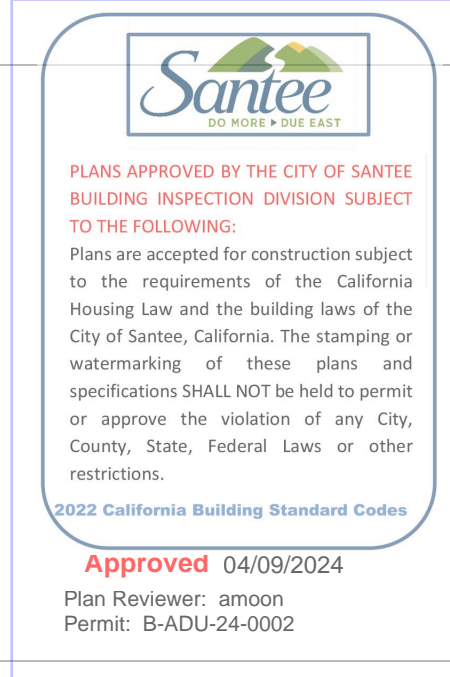 Santee
DO MORE ▶ DUE EAST
PLANS APPROVED BY THE CITY OF SANTEE
BUILDING INSPECTION DIVISION SUBJECT
TO THE FOLLOWING:
Plans are accepted for construction subject
to the requirements of the California
Housing Law and the building laws of the
City of Santee, California. The stamping or
watermarking of these plans and
specifications SHALL NOT be held to permit
or approve the violation of any City,
County, State, Federal Laws or other
restrictions.
2022 California Building Standard Codes
Approved 04/09/2024
Plan Reviewer: amoon
Permit: B-ADU-24-0002